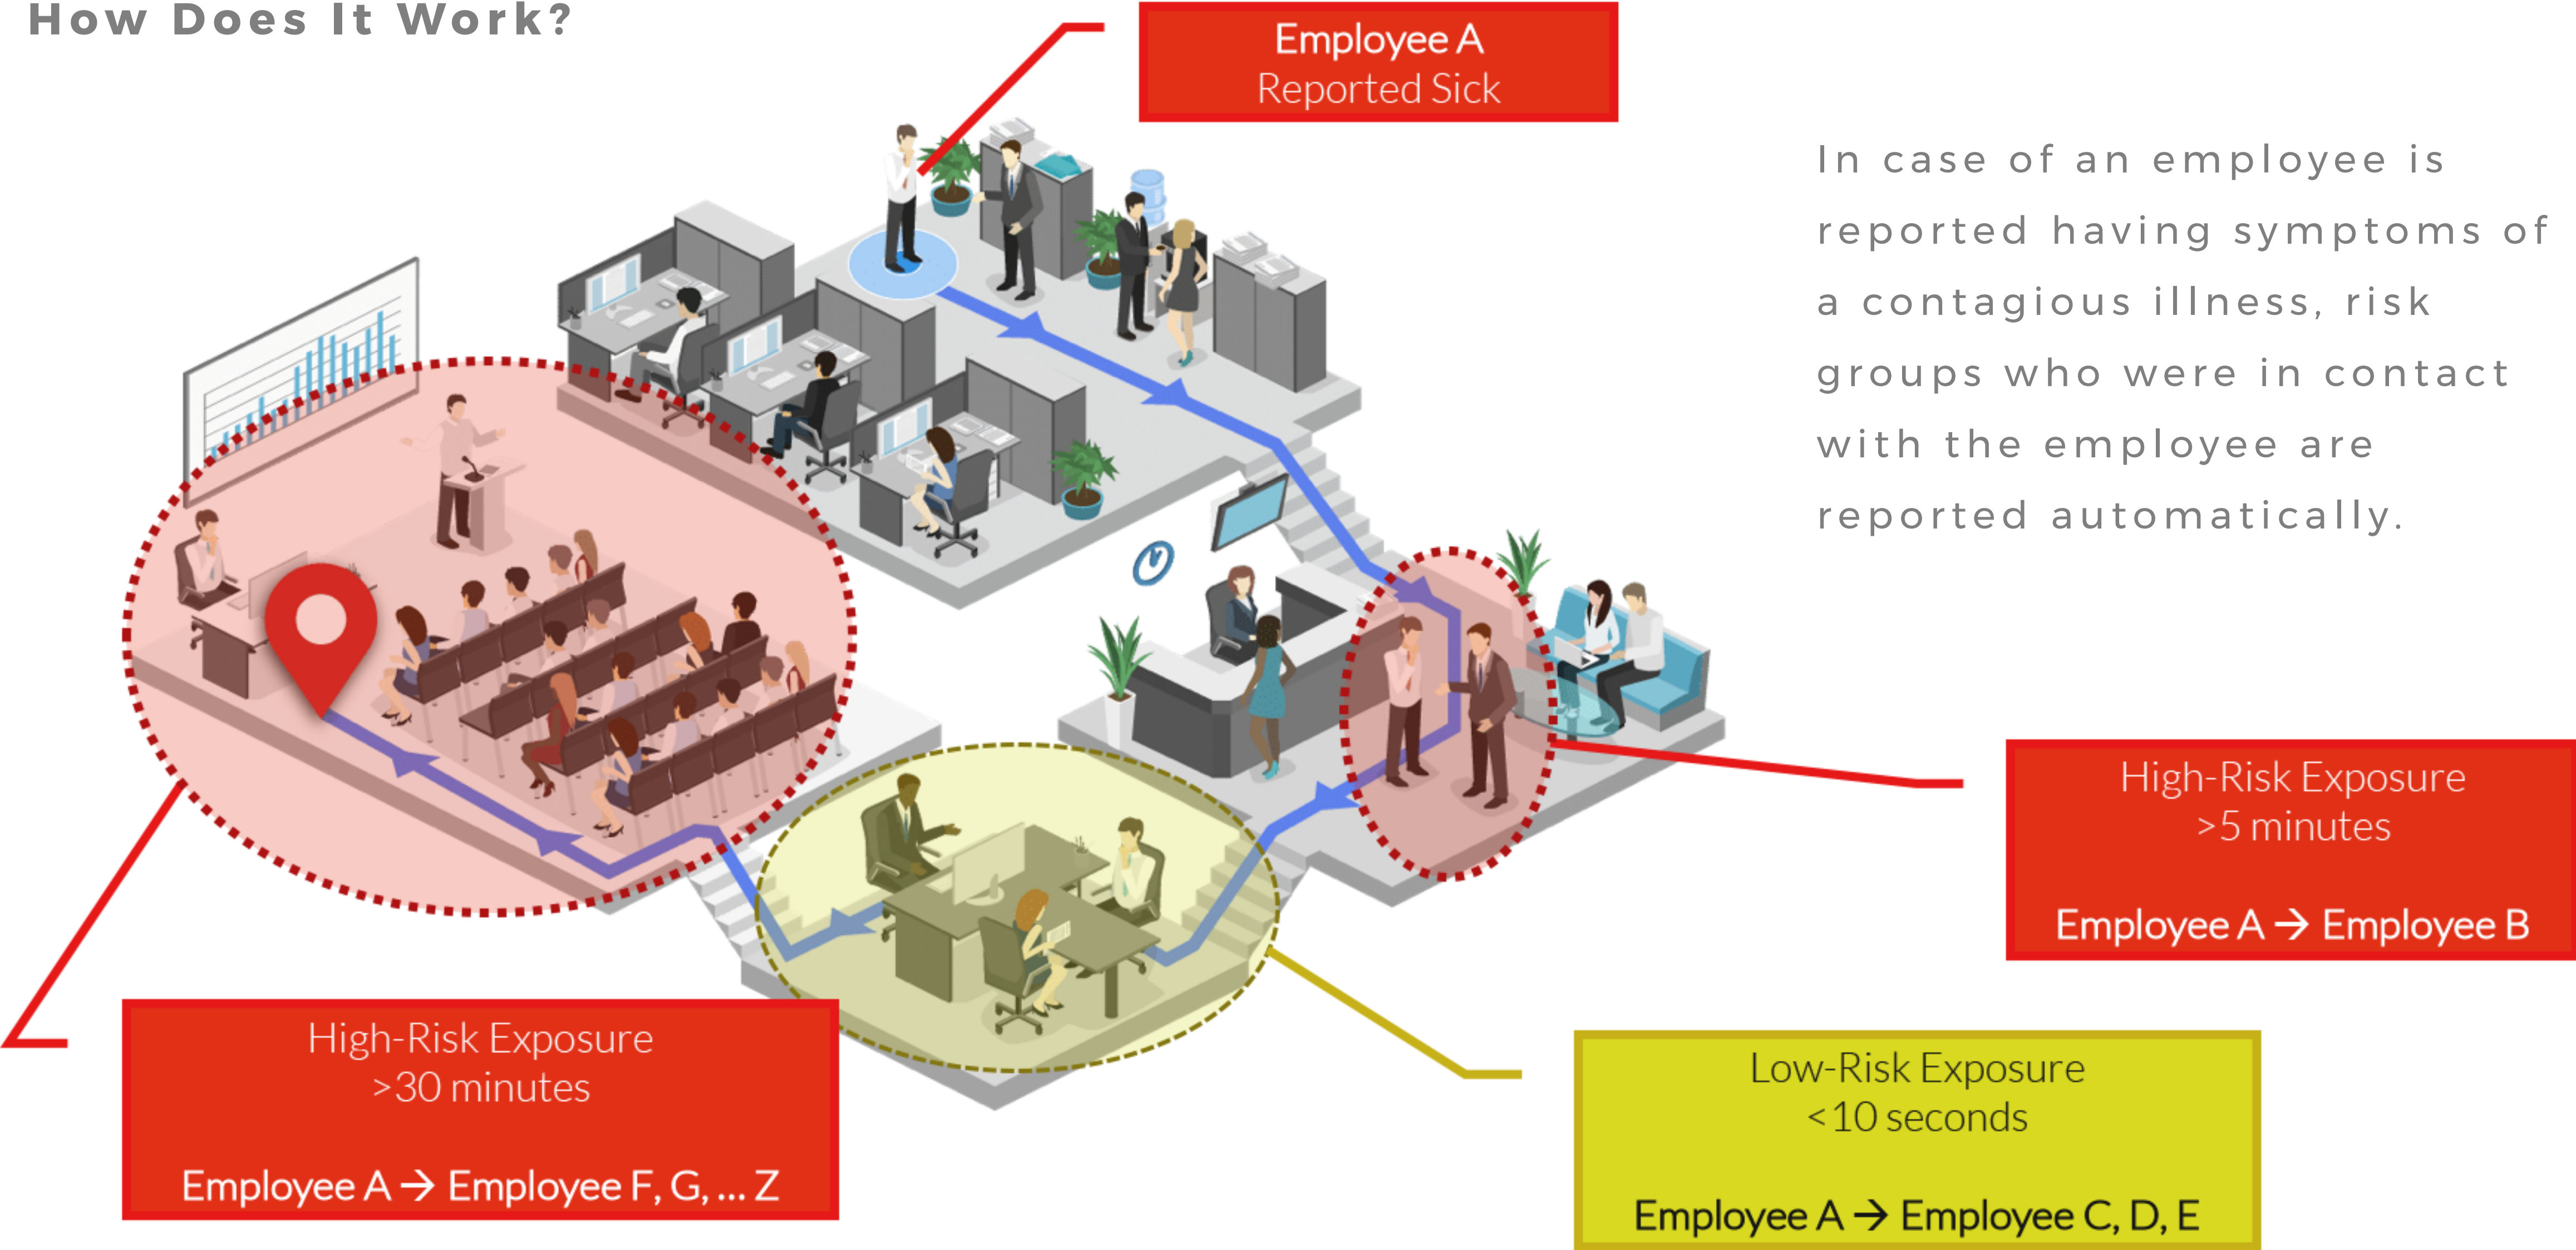 How Does It Work?
Employee A
Reported Sick
In case of an employee is
reported having symptoms of
a contagious illness, risk
groups who were in contact
with the employee are
reported automatically.
High-Risk Exposure
>5 minutes
Employee A → Employee B
High-Risk Exposure
>30 minutes
Employee A → Employee F, G, ... Z
Low-Risk Exposure
<10 seconds
Employee A → Employee C, D, E